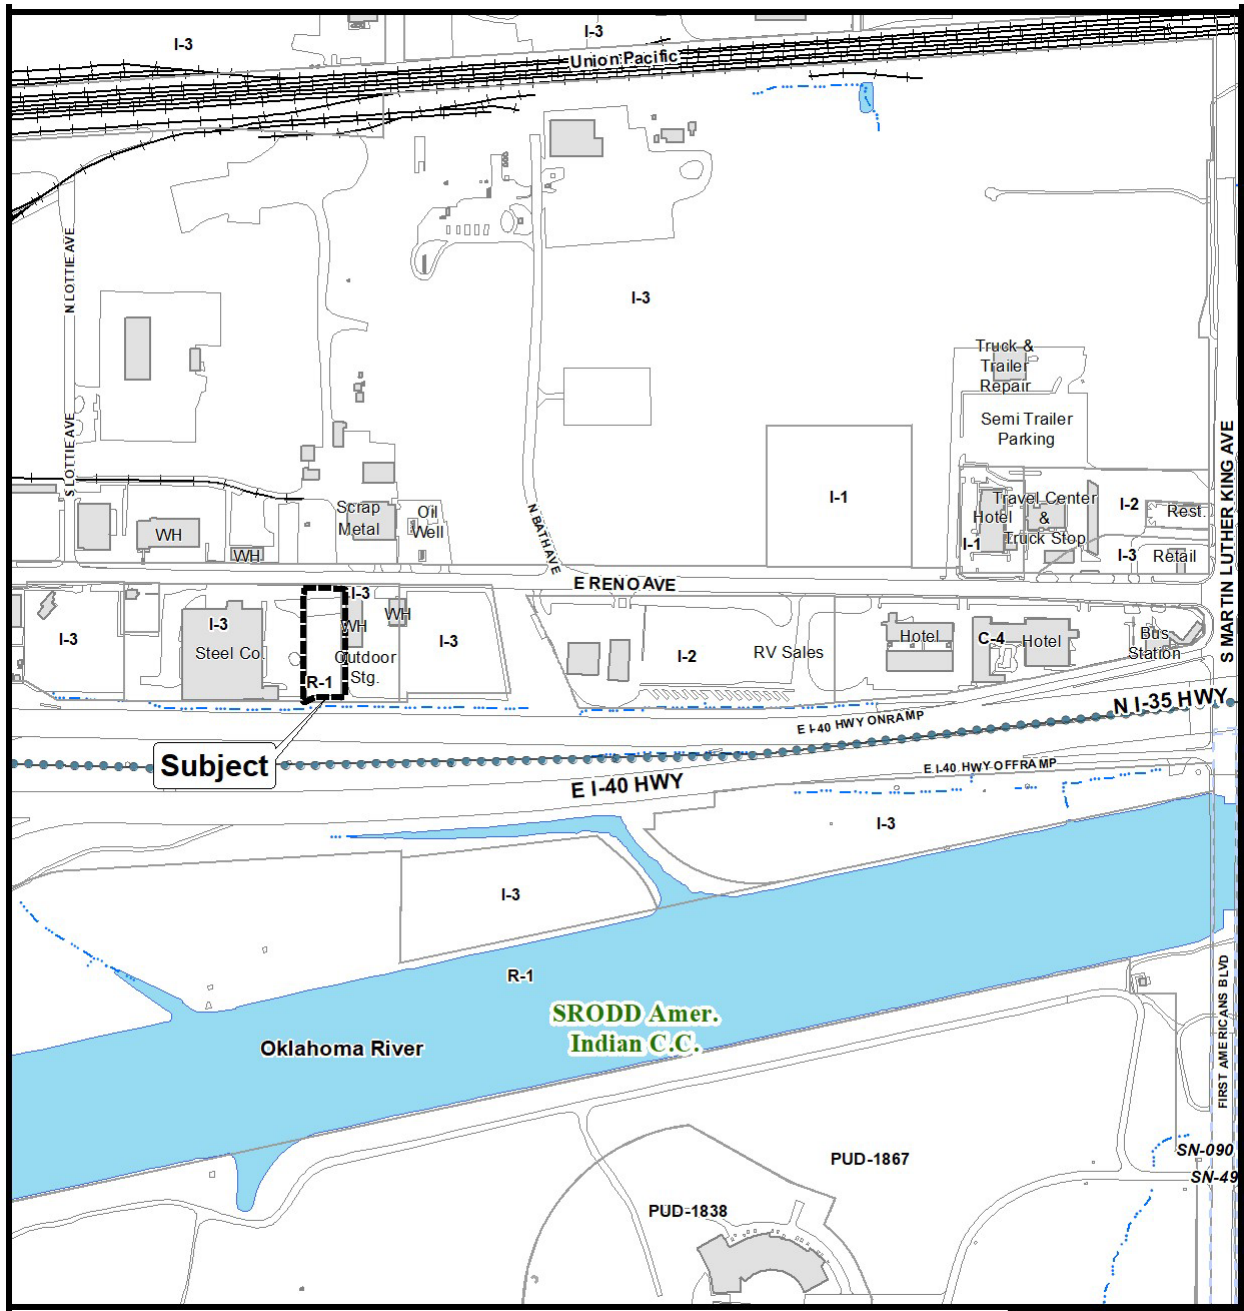 I-3
I-3
Union Pacific
N LOTTIE AVE
I-3
Truck &
Trailer
Repair
Semi Trailer
Parking
S LOTTIE AVE
S MARTIN LUTHER KING AVE
I-1
Travel Center
&
Truck Stop
Hotel
I-1
I-2
Rest.
I-3
Retail
Scrap
Metal
Oil
Well
WH
WH
N BATH AVE
E RENO AVE
I-3
I-3
Steel Co.
I-3
WH
WH
Outdoor
Stg.
R-1
I-3
I-2
RV Sales
Hotel
C-4
Hotel
Bus
Station
N I-35 HWY
E I-40 HWY ONRAMP
Subject
E I-40 HWY
E I-40 HWY OFFRAMP
I-3
I-3
R-1
SRODD Amer.
Indian C.C.
Oklahoma River
FIRST AMERICANS BLVD
PUD-1867
SN-090
SN-49
PUD-1838